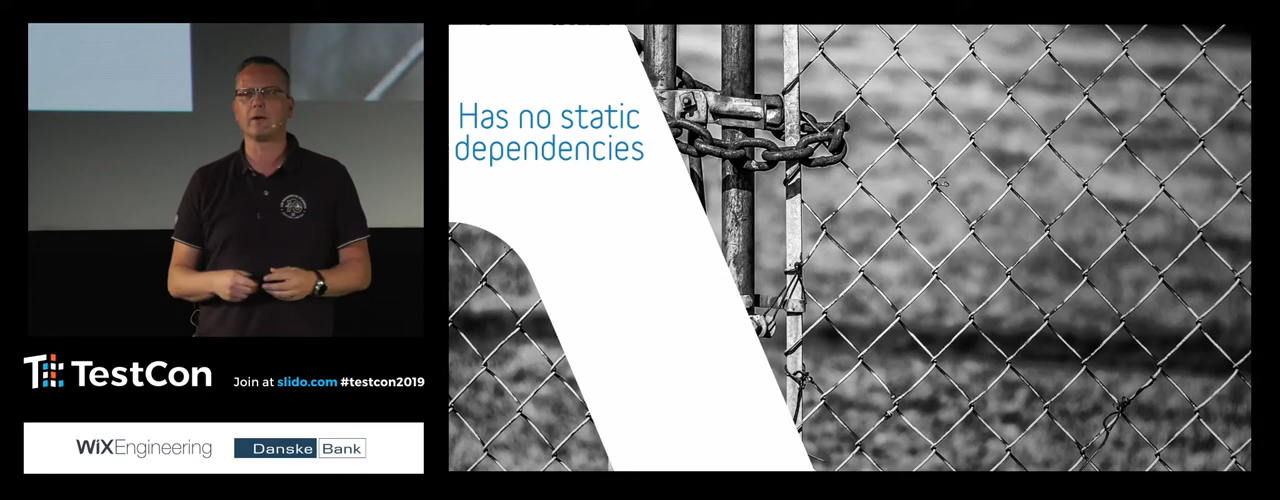 Has no static
dependencies
TestCon
Join at slido.com #testcon2019
WiXEngineering
Danske Bank